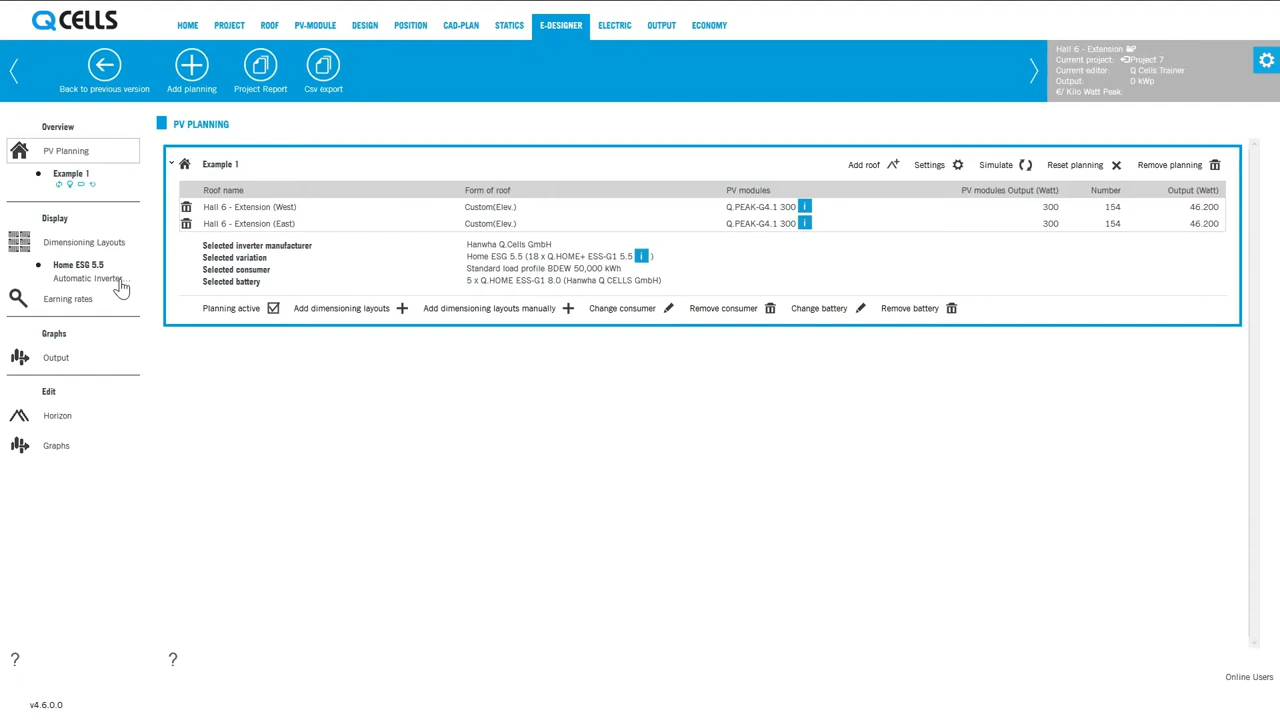 Q CELLS
HOME PROJECT ROOF PV-MODULE DESIGN POSITION CAD-PLAN STATICS E-DESIGNER ELECTRIC OUTPUT ECONOMY
Back to previous version Add planning Project Report Csv export
Hall 6 - Extension
Current project: Project 7
Current editor: Q Cells Trainer
Output: 0 kWp
€/ Kilo Watt Peak:
Overview
PV Planning
Example 1
Display
Dimensioning Layouts
Home ESG 5.5
Automatic Inverter...
Earning rates
Graphs
Output
Edit
Horizon
Graphs
PV PLANNING
Example 1 Add roof Settings Simulate Reset planning Remove planning
Roof name Form of roof PV modules PV modules Output (Watt) Number Output (Watt)
Hall 6 - Extension (West) Custom(Elev.) Q.PEAK-G4.1 300 i 300 154 46.200
Hall 6 - Extension (East) Custom(Elev.) Q.PEAK-G4.1 300 i 300 154 46.200
Selected inverter manufacturer Hanwha Q.Cells GmbH
Selected variation Home ESG 5.5 (18 x Q.HOME+ ESS-G1 5.5 i )
Selected consumer Standard load profile BDEW 50,000 kWh
Selected battery 5 x Q.HOME ESS-G1 8.0 (Hanwha Q CELLS GmbH)
Planning active Add dimensioning layouts Add dimensioning layouts manually Change consumer Remove consumer Change battery Remove battery
? ?
Online Users
v4.6.0.0